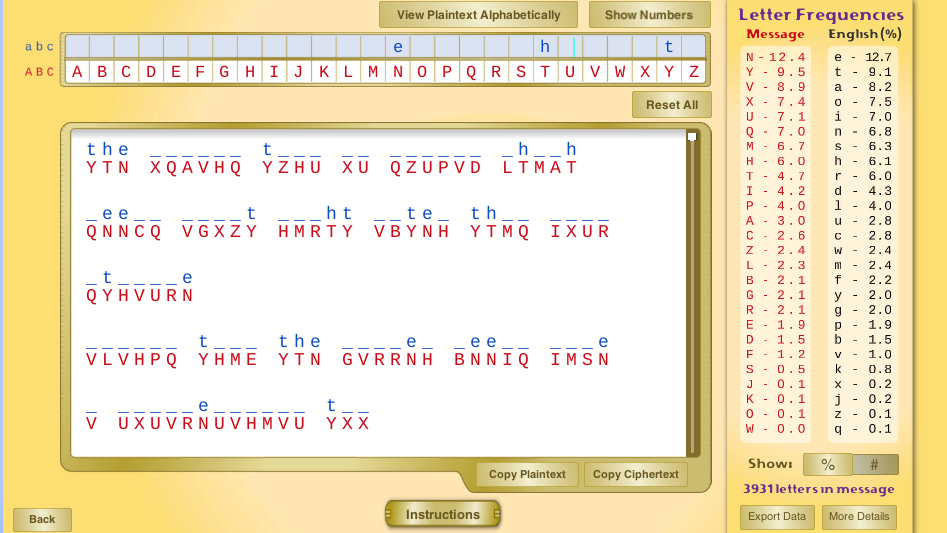 View Plaintext Alphabetically Show Numbers
a b c e h t
A B C A B C D E F G H I J K L M N O P Q R S T U V W X Y Z
Reset All
the ______ t___ __ __ ______ _h__h
YTN XQAVHQ YZHU XU QZUPVD LTMAT
_ee__ ____t ___ht __te_ th__ ____
QNNCQ VGXZY HMRTY VBYNH YTMQ IXUR
_t____e
QYHVURN
______ t___ the ____e_ _ee__ ___e
VLVHPQ YHME YTN GVRRNH BNNIQ IMSN
_ _____e______ t__
V UXUVRNUVHMVU YXX
Copy Plaintext Copy Ciphertext
Instructions
Back
Letter Frequencies
Message English (%)
N - 12.4 e - 12.7
Y - 9.5 t - 9.1
V - 8.9 a - 8.2
X - 7.4 o - 7.5
U - 7.1 i - 7.0
Q - 7.0 n - 6.8
M - 6.7 s - 6.3
H - 6.0 h - 6.1
T - 4.7 r - 6.0
I - 4.2 d - 4.3
P - 4.0 l - 4.0
A - 3.0 u - 2.8
C - 2.6 c - 2.8
Z - 2.4 w - 2.4
L - 2.3 m - 2.4
B - 2.1 f - 2.2
G - 2.1 y - 2.0
R - 2.1 g - 2.0
E - 1.9 p - 1.9
D - 1.5 b - 1.5
F - 1.2 v - 1.0
S - 0.5 k - 0.8
J - 0.1 x - 0.2
K - 0.1 j - 0.2
O - 0.1 z - 0.1
W - 0.0 q - 0.1
Show: % #
3931 letters in message
Export Data More Details